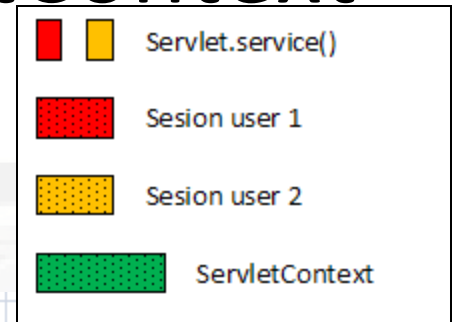 Servlet.service()
Sesion user 1
Sesion user 2
ServletContext